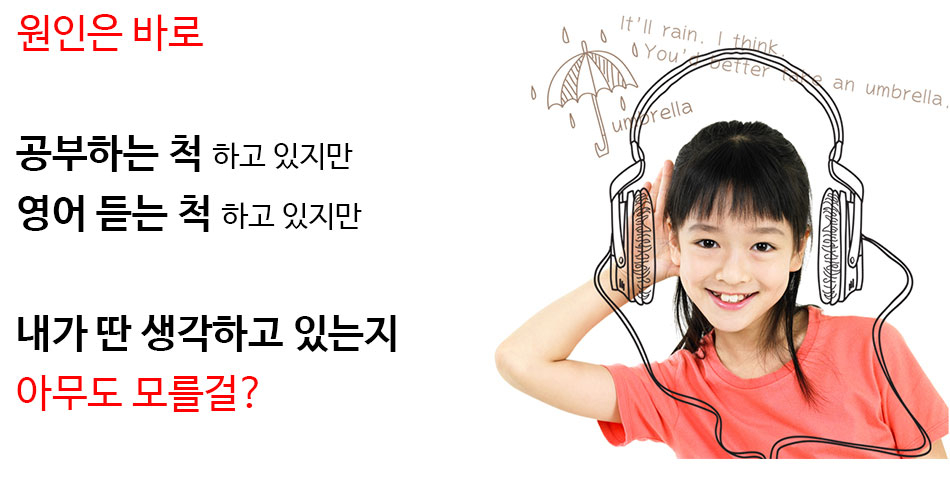 원인은 바로
공부하는 척 하고 있지만
영어 듣는 척 하고 있지만
내가 딴 생각하고 있는지
아무도 모를걸?
It'll rain. I think
You'd better take an umbrella.
umbrella